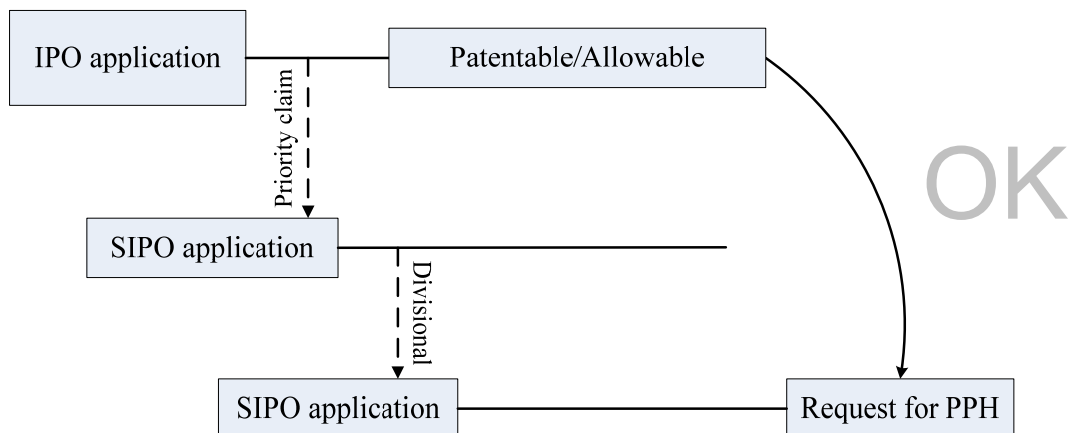 IPO application
Patentable/Allowable
Priority claim
OK
SIPO application
Divisional
SIPO application
Request for PPH